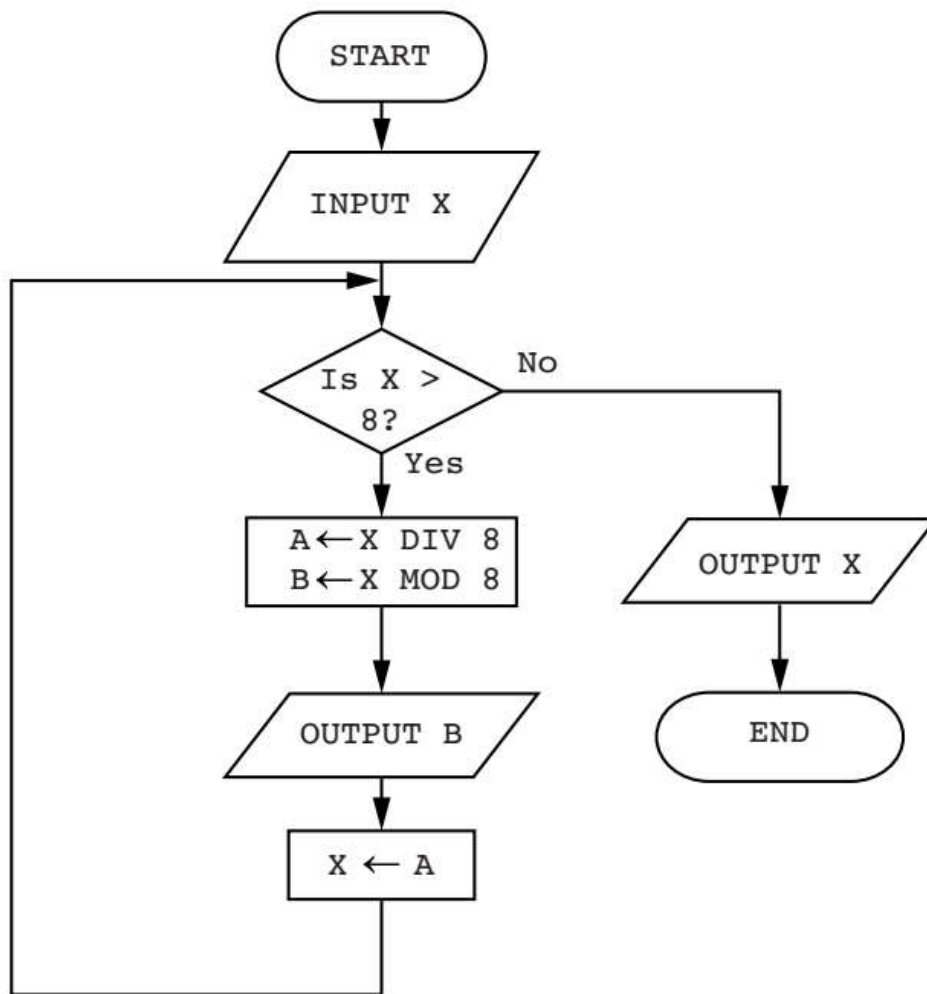 START
INPUT X
Is X >
8?
No
Yes
A ← X DIV 8
B ← X MOD 8
OUTPUT X
OUTPUT B
END
X ← A